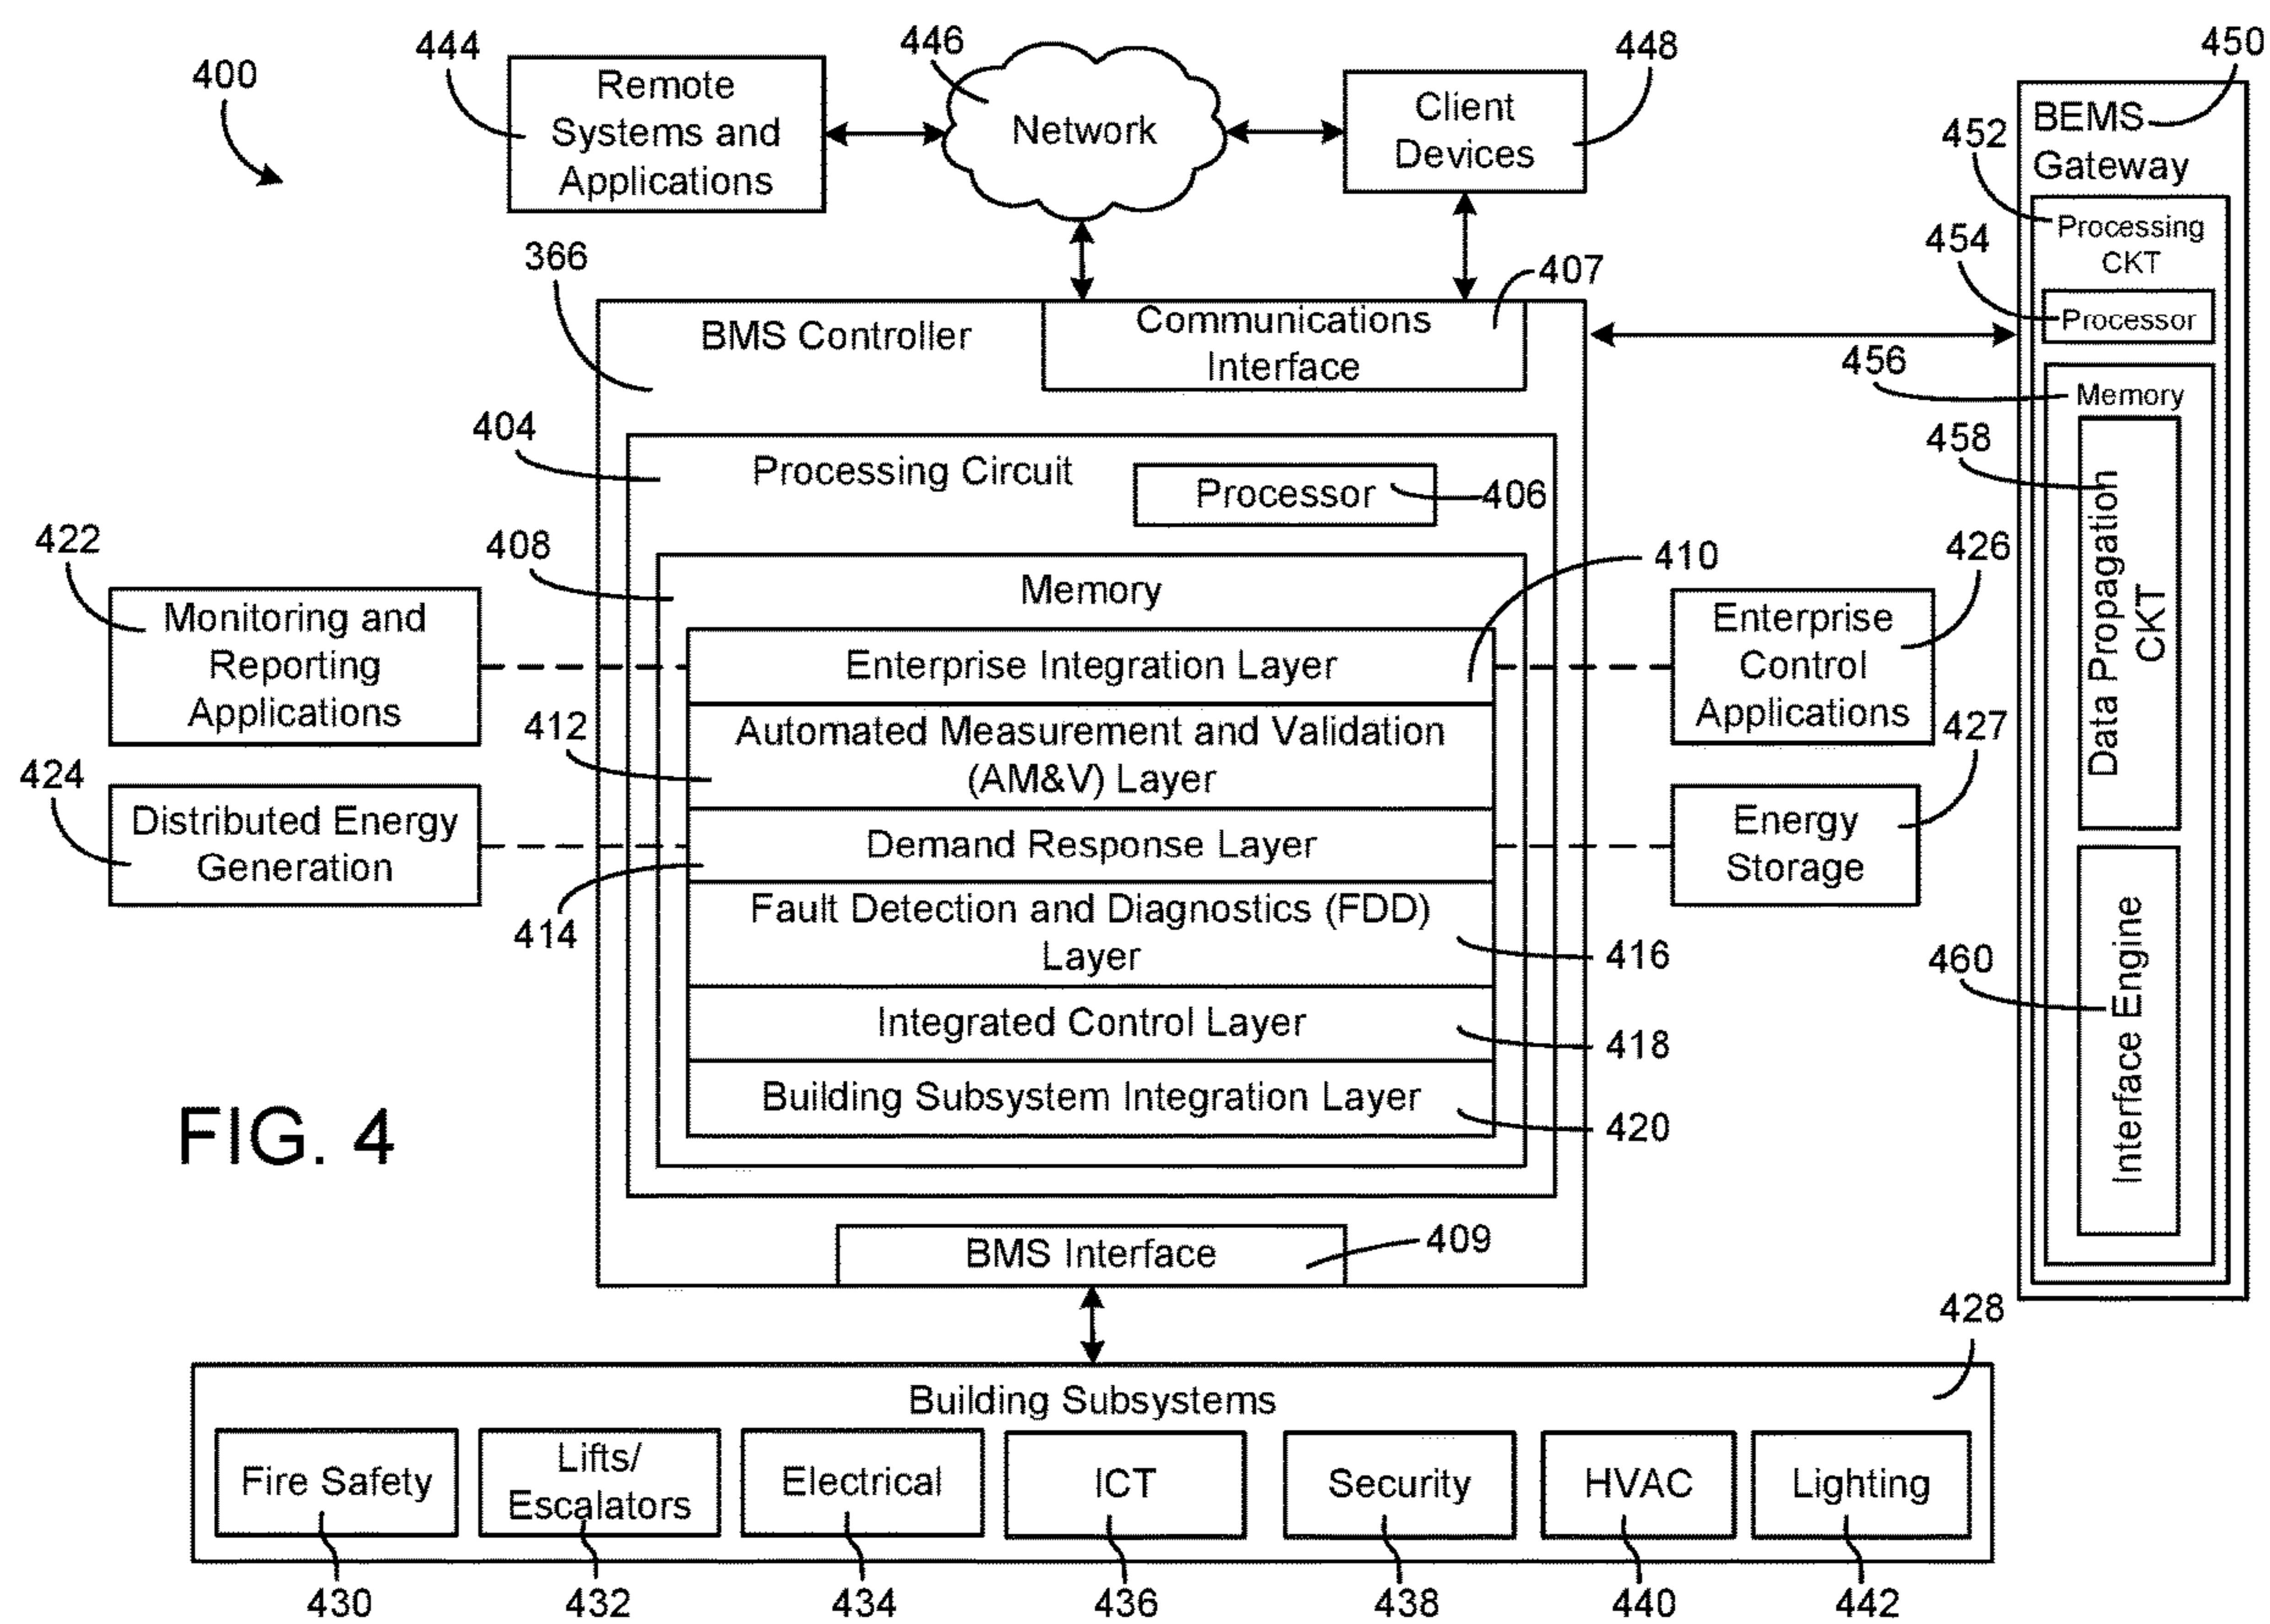 400
444
Remote
Systems and
Applications
446
Network
448
Client
Devices
450
BEMS
Gateway
452
Processing
CKT
454
Processor
456
Memory
458
Data Propagation
CKT
460
Interface Engine
366
BMS Controller
407
Communications
Interface
404
Processing Circuit
Processor
406
408
Memory
410
Enterprise Integration Layer
412
Automated Measurement and Validation
(AM&V) Layer
Demand Response Layer
414
Fault Detection and Diagnostics (FDD)
Layer
416
Integrated Control Layer
418
Building Subsystem Integration Layer
420
422
Monitoring and
Reporting
Applications
424
Distributed Energy
Generation
426
Enterprise
Control
Applications
427
Energy
Storage
FIG. 4
BMS Interface
409
428
Building Subsystems
Fire Safety
Lifts/
Escalators
Electrical
ICT
Security
HVAC
Lighting
430
432
434
436
438
440
442